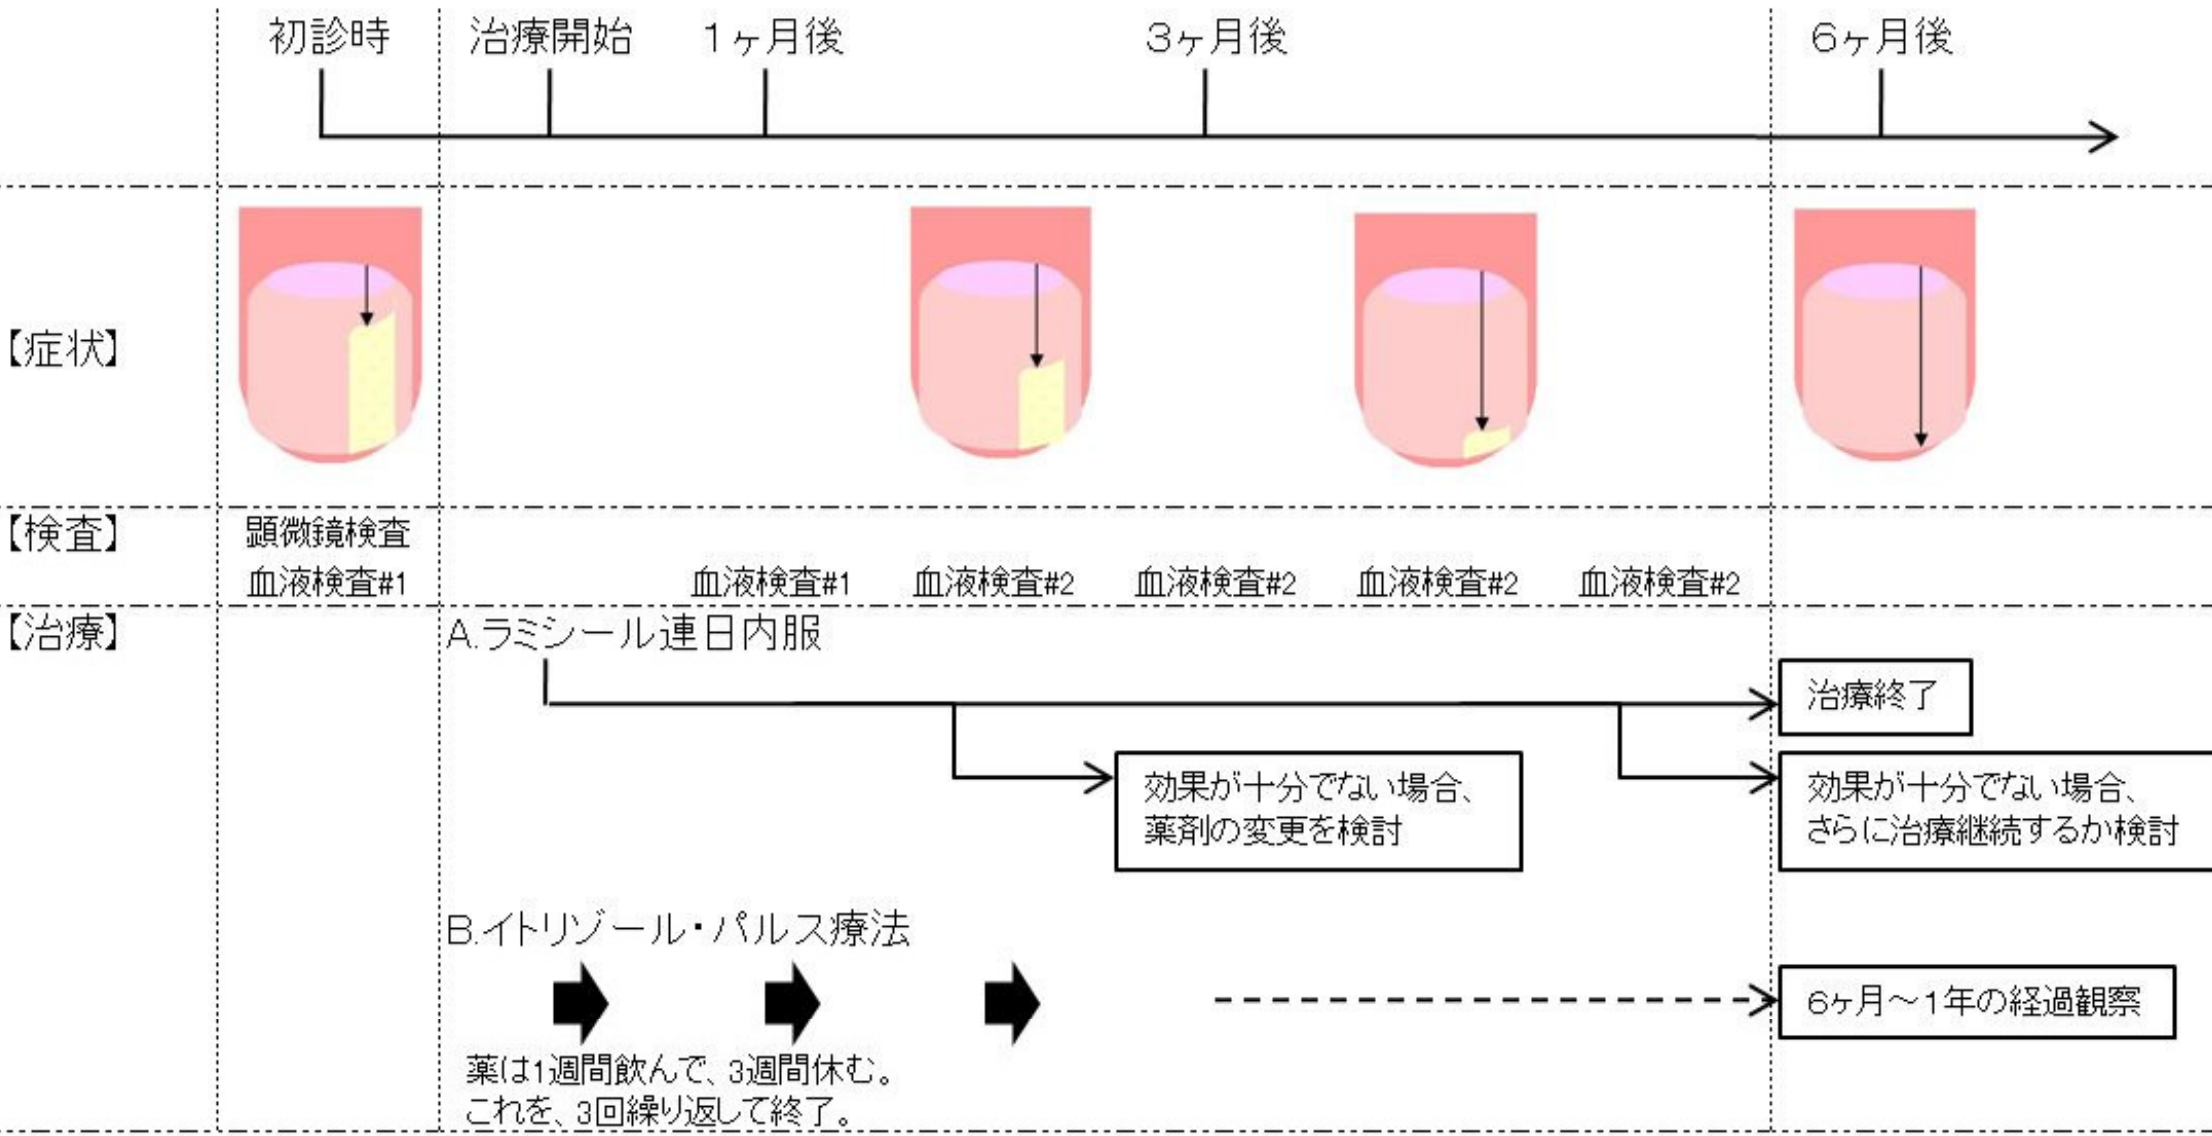 初診時
治療開始
1ヶ月後
3ヶ月後
6ヶ月後
【症状】
【検査】
顕微鏡検査
血液検査#1
血液検査#1
血液検査#2
血液検査#2
血液検査#2
血液検査#2
【治療】
A.ラミシール連日内服
治療終了
効果が十分でない場合、
薬剤の変更を検討
効果が十分でない場合、
さらに治療継続するか検討
B.イトリゾール・パルス療法
6ヶ月～1年の経過観察
薬は1週間飲んで、3週間休む。
これを、3回繰り返して終了。